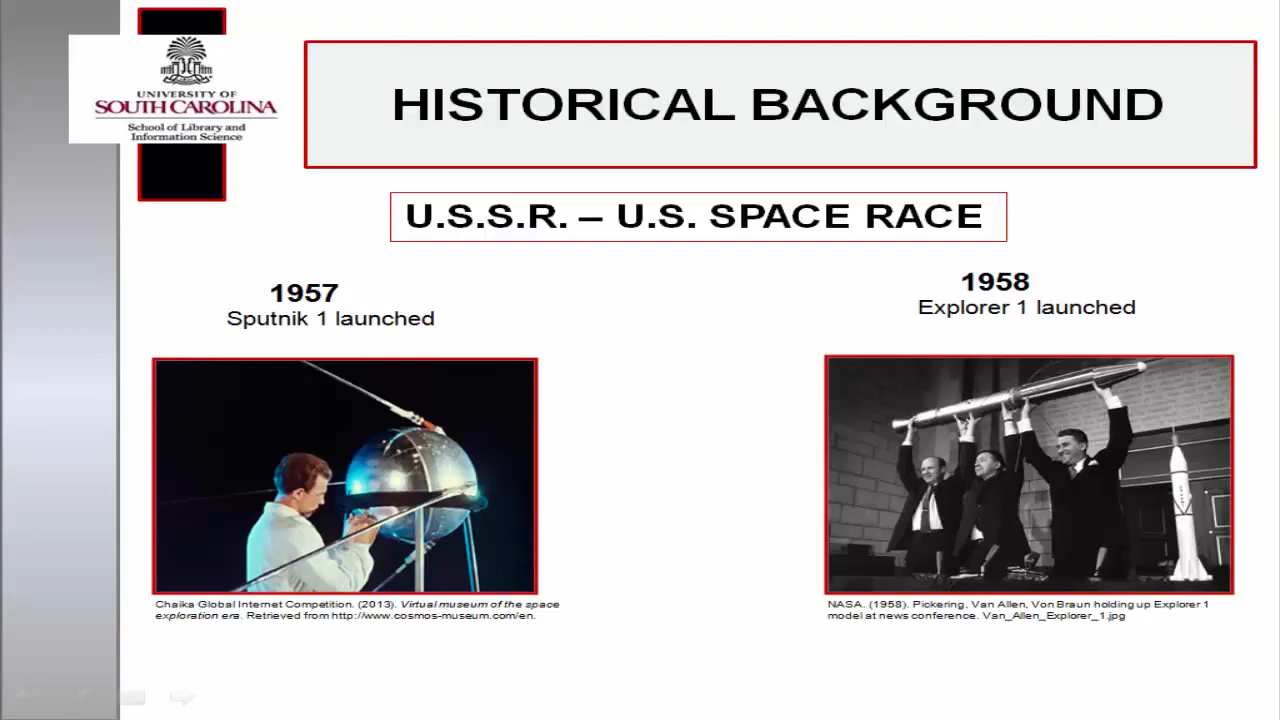 UNIVERSITY OF
SOUTH CAROLINA
School of Library and
Information Science
HISTORICAL BACKGROUND
U.S.S.R. – U.S. SPACE RACE
1957
Sputnik 1 launched
1958
Explorer 1 launched
Chaika Global Internet Competition. (2013). Virtual museum of the space
exploration era. Retrieved from http://www.cosmos-museum.com/en.
NASA. (1958). Pickering, Van Allen, Von Braun holding up Explorer 1
model at news conference. Van_Allen_Explorer_1.jpg